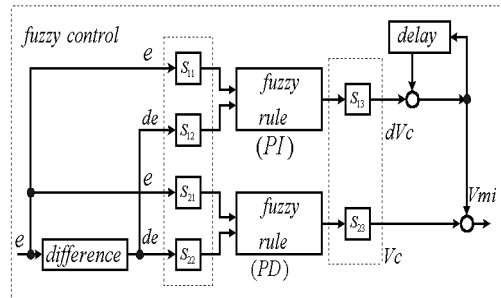 fuzzy control
delay
e
S11
fuzzy
rule
(PI)
S13
dVc
de
S12
e
S21
fuzzy
rule
(PD)
S23
Vc
Vmi
e
difference
de
S22